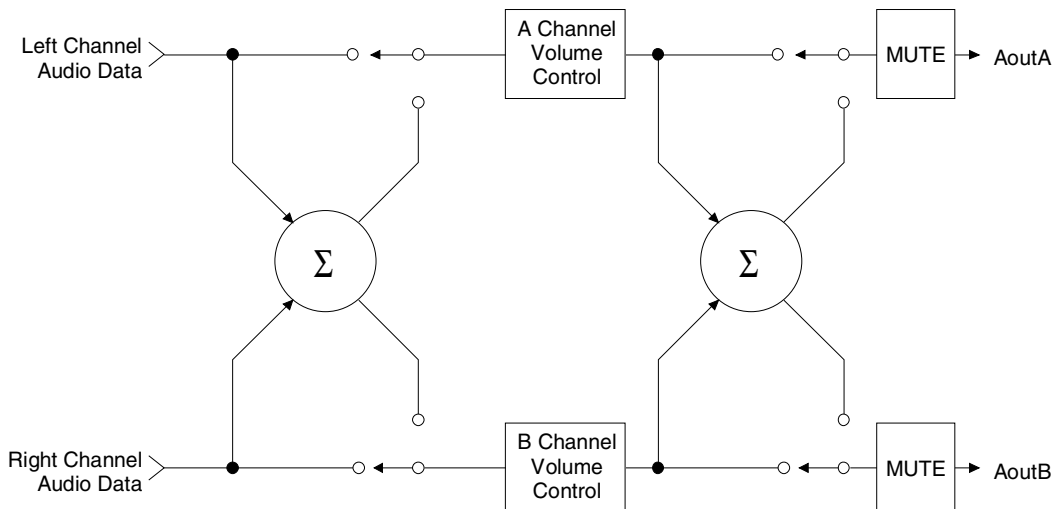 Left Channel
Audio Data
A Channel
Volume
Control
MUTE
AoutA
Σ
Σ
Right Channel
Audio Data
B Channel
Volume
Control
MUTE
AoutB